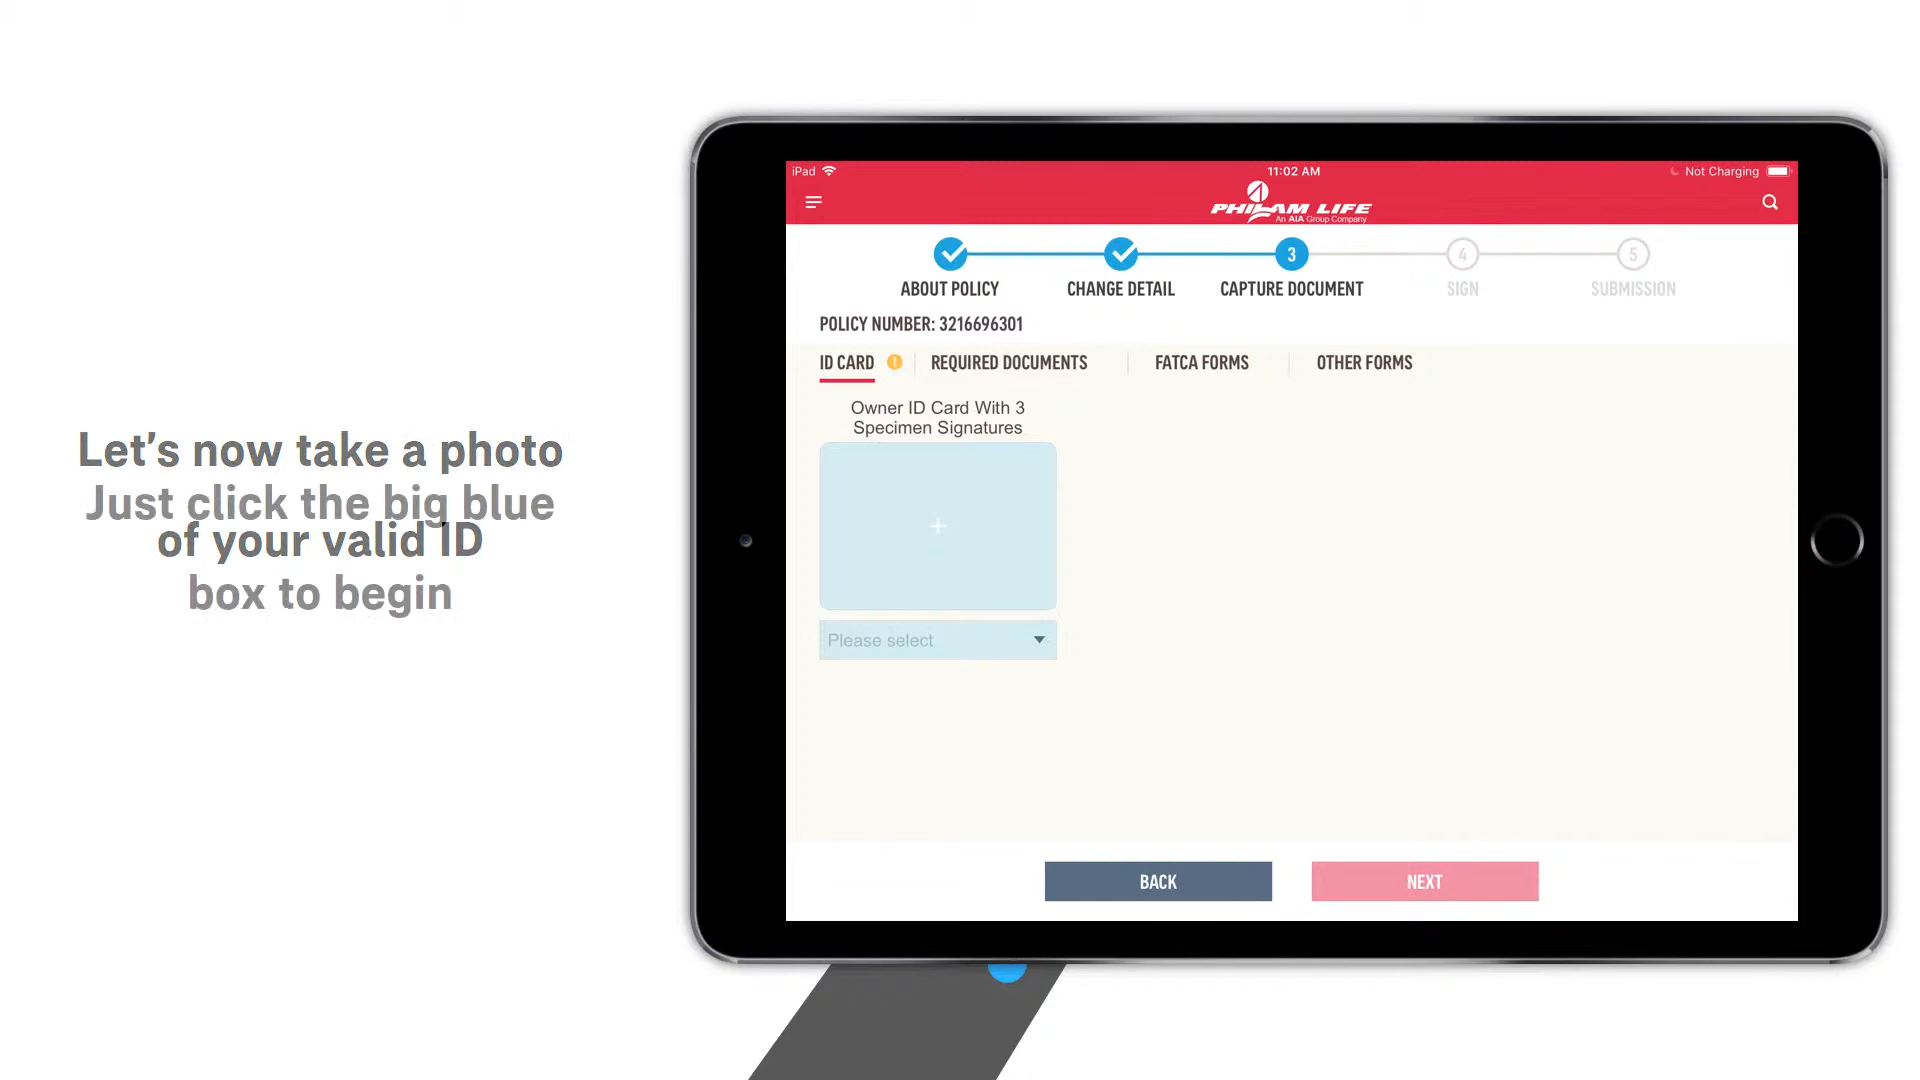 Let's now take a photo
Just click the big blue
of your valid ID
box to begin
iPad
11:02 AM
Not Charging
PHILAM LIFE
An AIA Group Company
3
4
5
ABOUT POLICY
CHANGE DETAIL
CAPTURE DOCUMENT
SIGN
SUBMISSION
POLICY NUMBER: 3216696301
ID CARD !
REQUIRED DOCUMENTS
FATCA FORMS
OTHER FORMS
Owner ID Card With 3
Specimen Signatures
+
Please select
BACK
NEXT